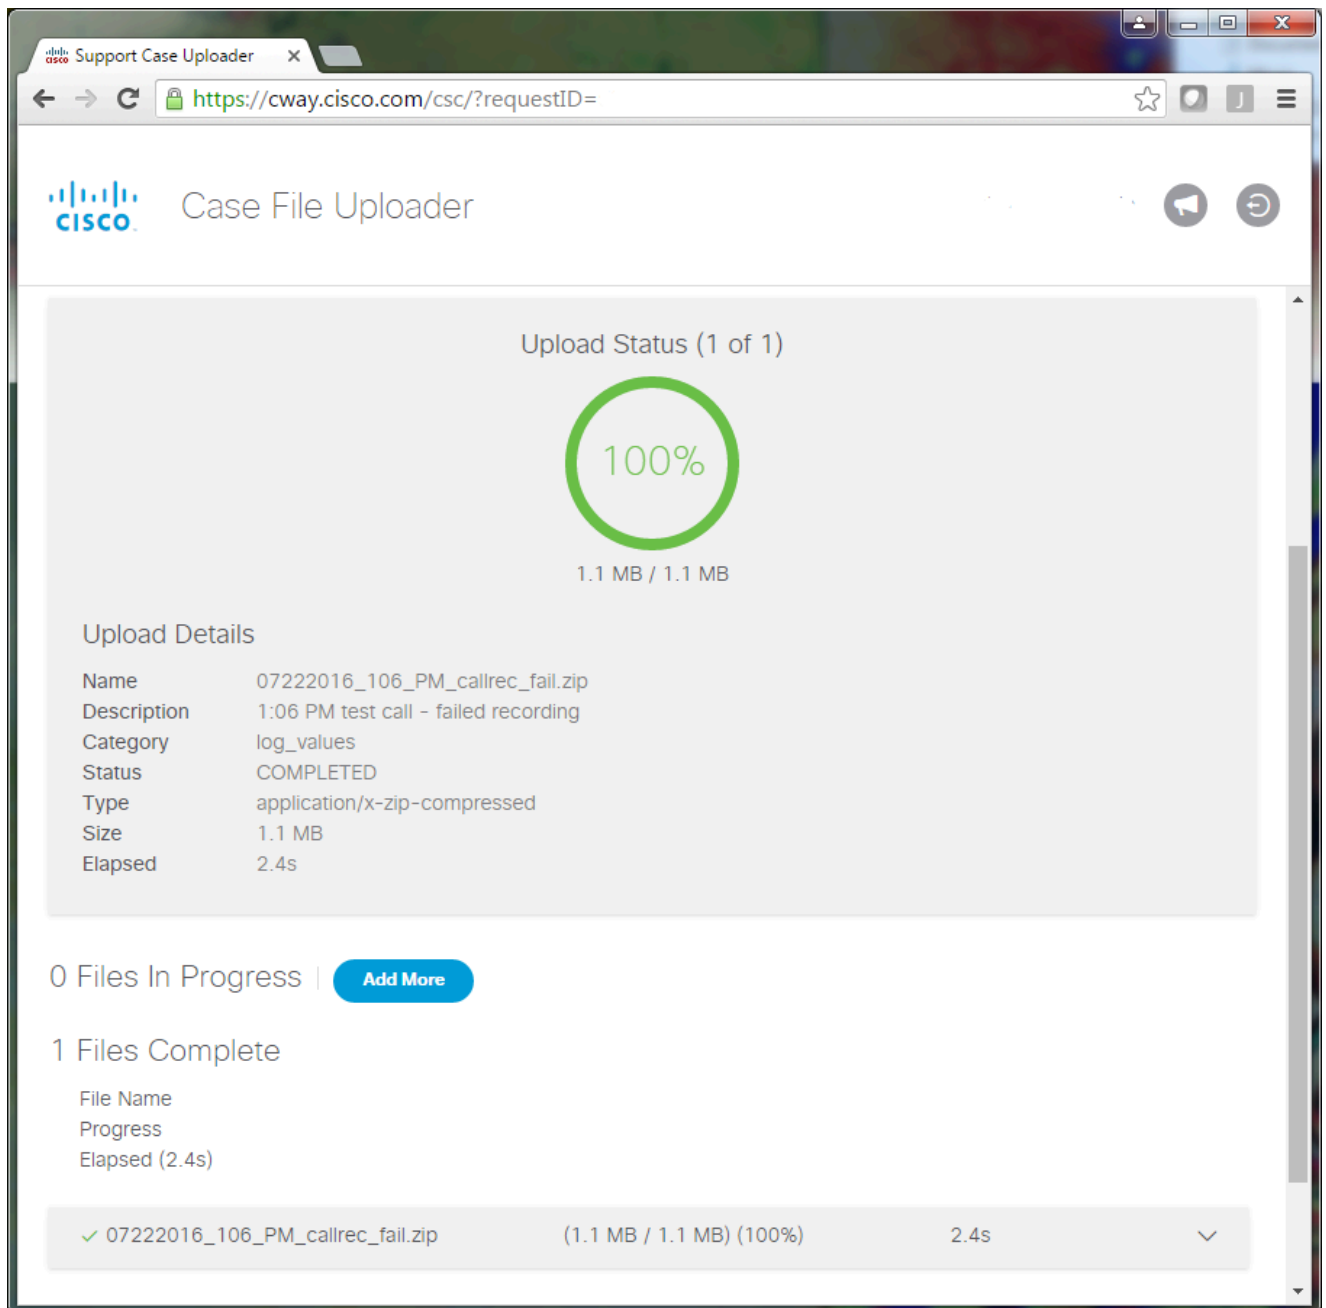 Support Case Uploader
https://cway.cisco.com/csc/?requestID=
J
CISCO
Case File Uploader
Upload Status (1 of 1)
100%
1.1 MB / 1.1 MB
Upload Details
Name 07222016_106_PM_callrec_fail.zip
Description 1:06 PM test call - failed recording
Category log_values
Status COMPLETED
Type application/x-zip-compressed
Size 1.1 MB
Elapsed 2.4s
0 Files In Progress Add More
1 Files Complete
File Name
Progress
Elapsed (2.4s)
07222016_106_PM_callrec_fail.zip (1.1 MB / 1.1 MB) (100%) 2.4s